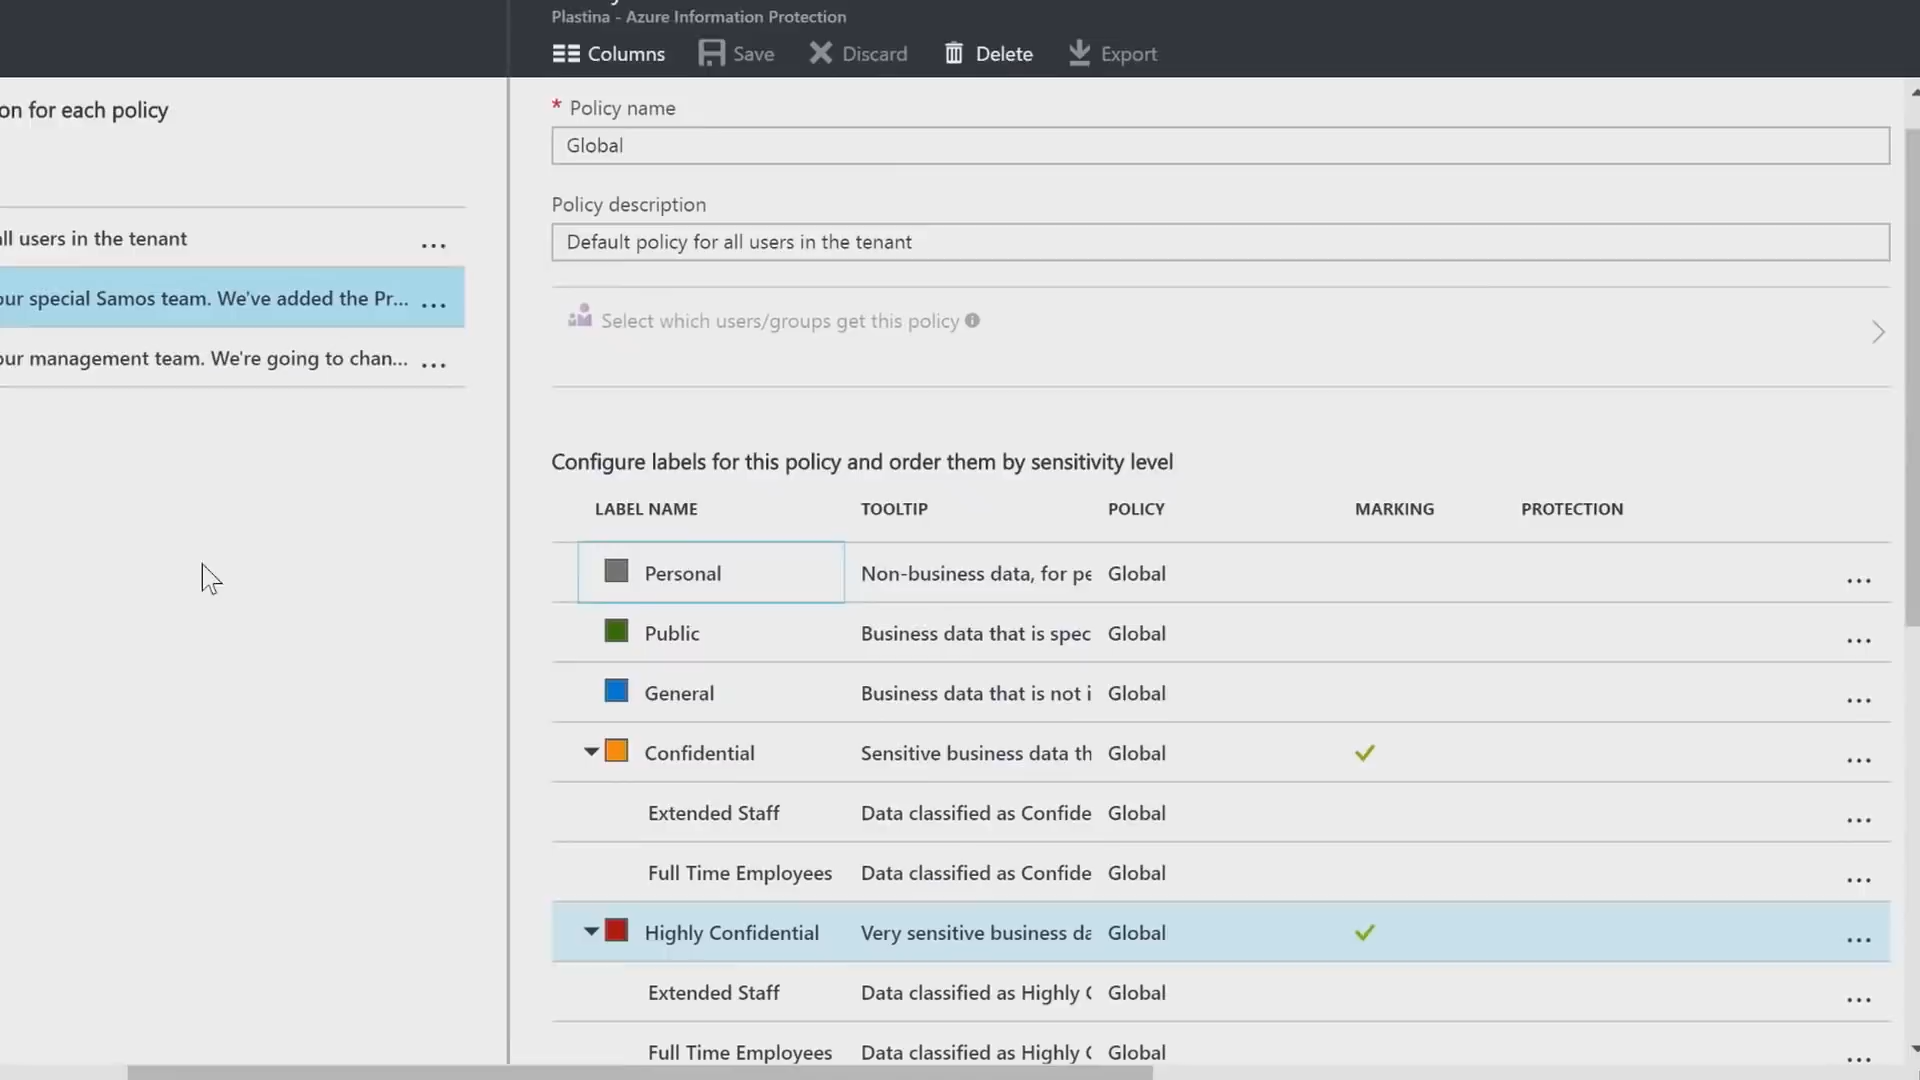 Plastina - Azure Information Protection
Columns Save Discard Delete Export
on for each policy
all users in the tenant ...
our special Samos team. We've added the Pr... ...
our management team. We're going to chan... ...
* Policy name
Global
Policy description
Default policy for all users in the tenant
Select which users/groups get this policy
Configure labels for this policy and order them by sensitivity level
LABEL NAME TOOLTIP POLICY MARKING PROTECTION
Personal Non-business data, for pe Global ...
Public Business data that is spec Global ...
General Business data that is not i Global ...
Confidential Sensitive business data th Global ...
Extended Staff Data classified as Confide Global ...
Full Time Employees Data classified as Confide Global ...
Highly Confidential Very sensitive business da Global ...
Extended Staff Data classified as Highly C Global ...
Full Time Employees Data classified as Highly C Global ...